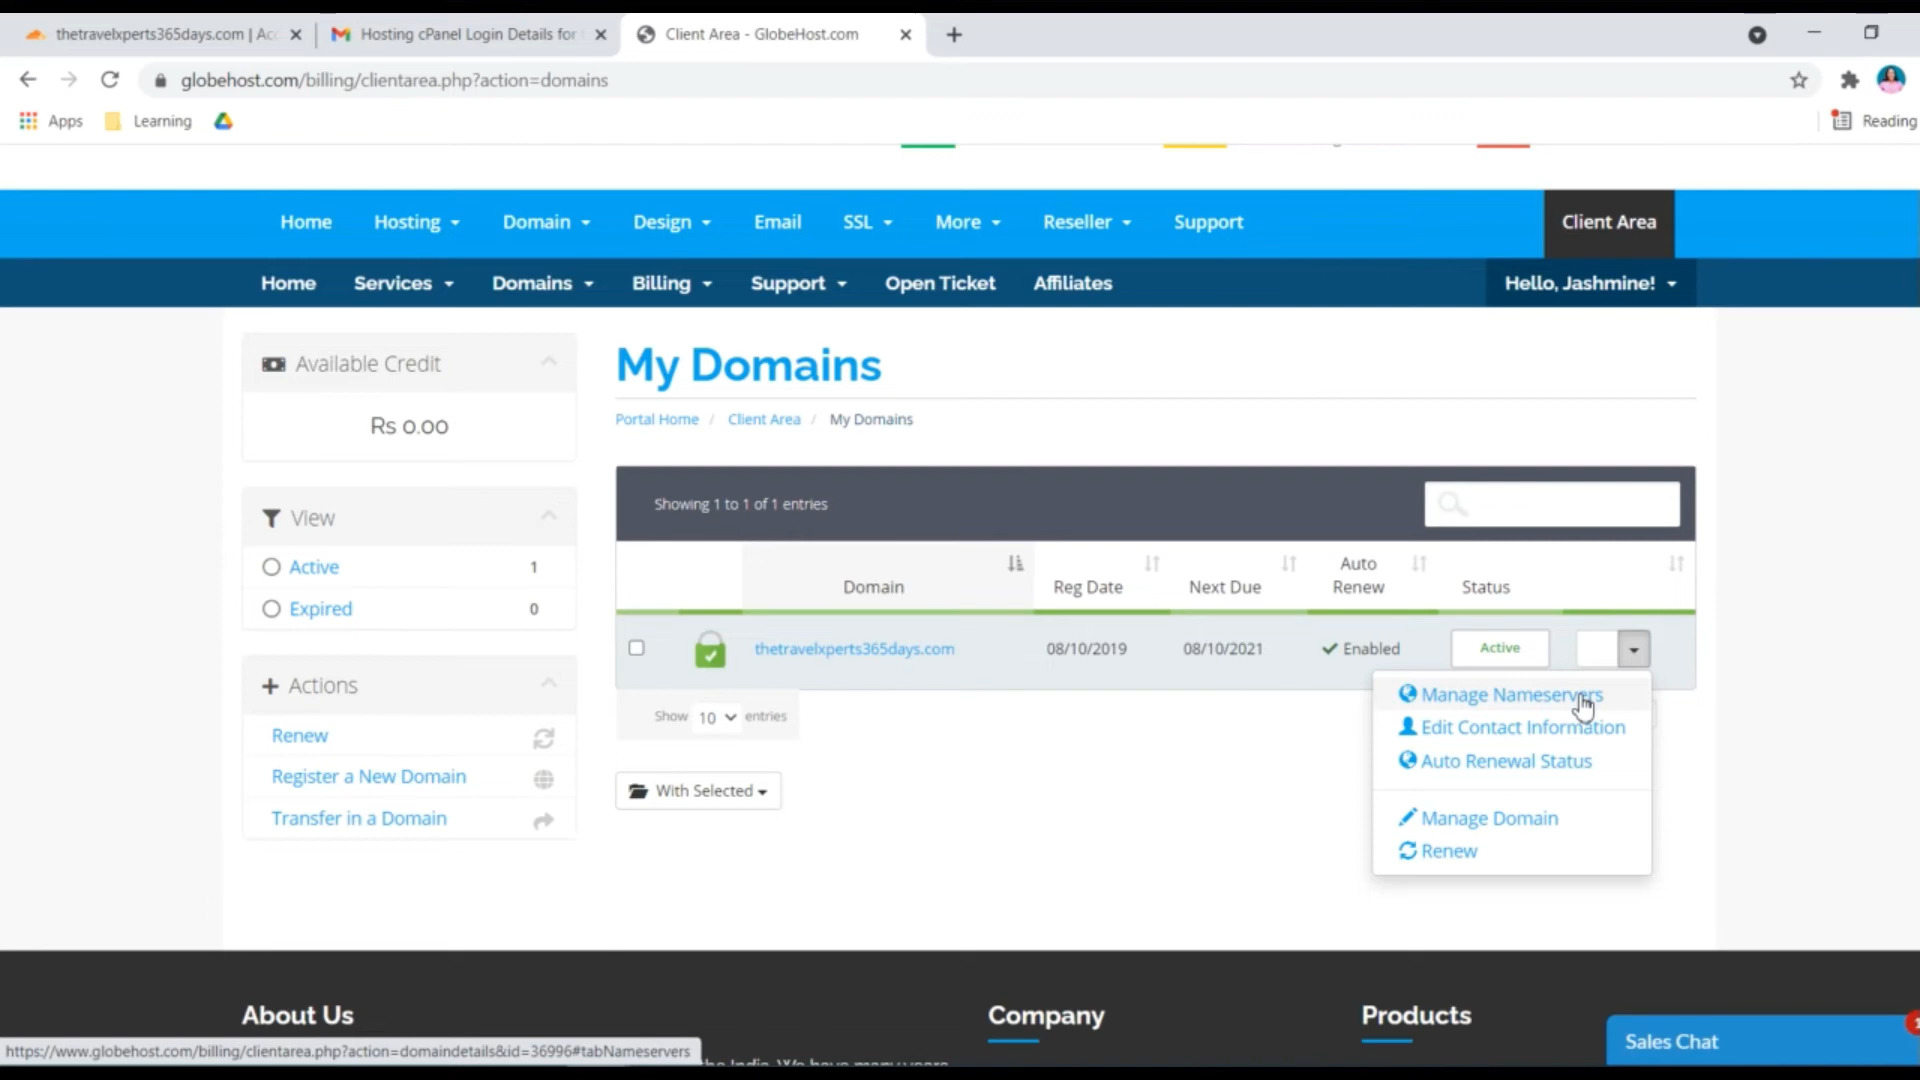 thetravelxperts365days.com | Acc
Hosting cPanel Login Details for t
Client Area - GlobeHost.com
globehost.com/billing/clientarea.php?action=domains
Apps
Learning
Reading
Home
Hosting
Domain
Design
Email
SSL
More
Reseller
Support
Client Area
Home
Services
Domains
Billing
Support
Open Ticket
Affiliates
Hello, Jashmine!
Available Credit
Rs 0.00
View
Active 1
Expired 0
Actions
Renew
Register a New Domain
Transfer in a Domain
My Domains
Portal Home / Client Area / My Domains
Showing 1 to 1 of 1 entries
Domain
Reg Date
Next Due
Auto
Renew
Status
thetravelxperts365days.com
08/10/2019
08/10/2021
Enabled
Active
Manage Nameservers
Edit Contact Information
Auto Renewal Status
Manage Domain
Renew
Show 10 entries
With Selected
About Us
Company
Products
Sales Chat
https://www.globehost.com/billing/clientarea.php?action=domaindetails&id=36996#tabNameservers